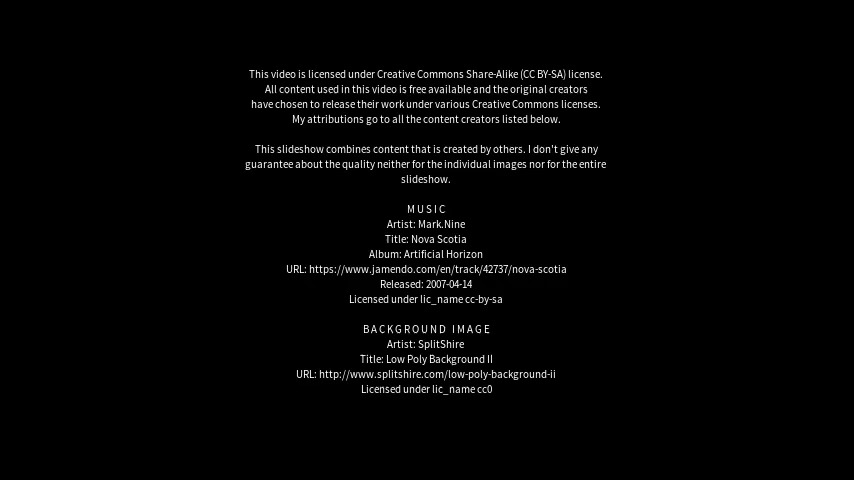 This video is licensed under Creative Commons Share-Alike (CC BY-SA) license.
All content used in this video is free available and the original creators
have chosen to release their work under various Creative Commons licenses.
My attributions go to all the content creators listed below.
This slideshow combines content that is created by others. I don't give any
guarantee about the quality neither for the individual images nor for the entire
slideshow.
MUSIC
Artist: Mark.Nine
Title: Nova Scotia
Album: Artificial Horizon
URL: https://www.jamendo.com/en/track/42737/nova-scotia
Released: 2007-04-14
Licensed under lic_name cc-by-sa
BACKGROUND IMAGE
Artist: SplitShire
Title: Low Poly Background II
URL: http://www.splitshire.com/low-poly-background-ii
Licensed under lic_name cc0